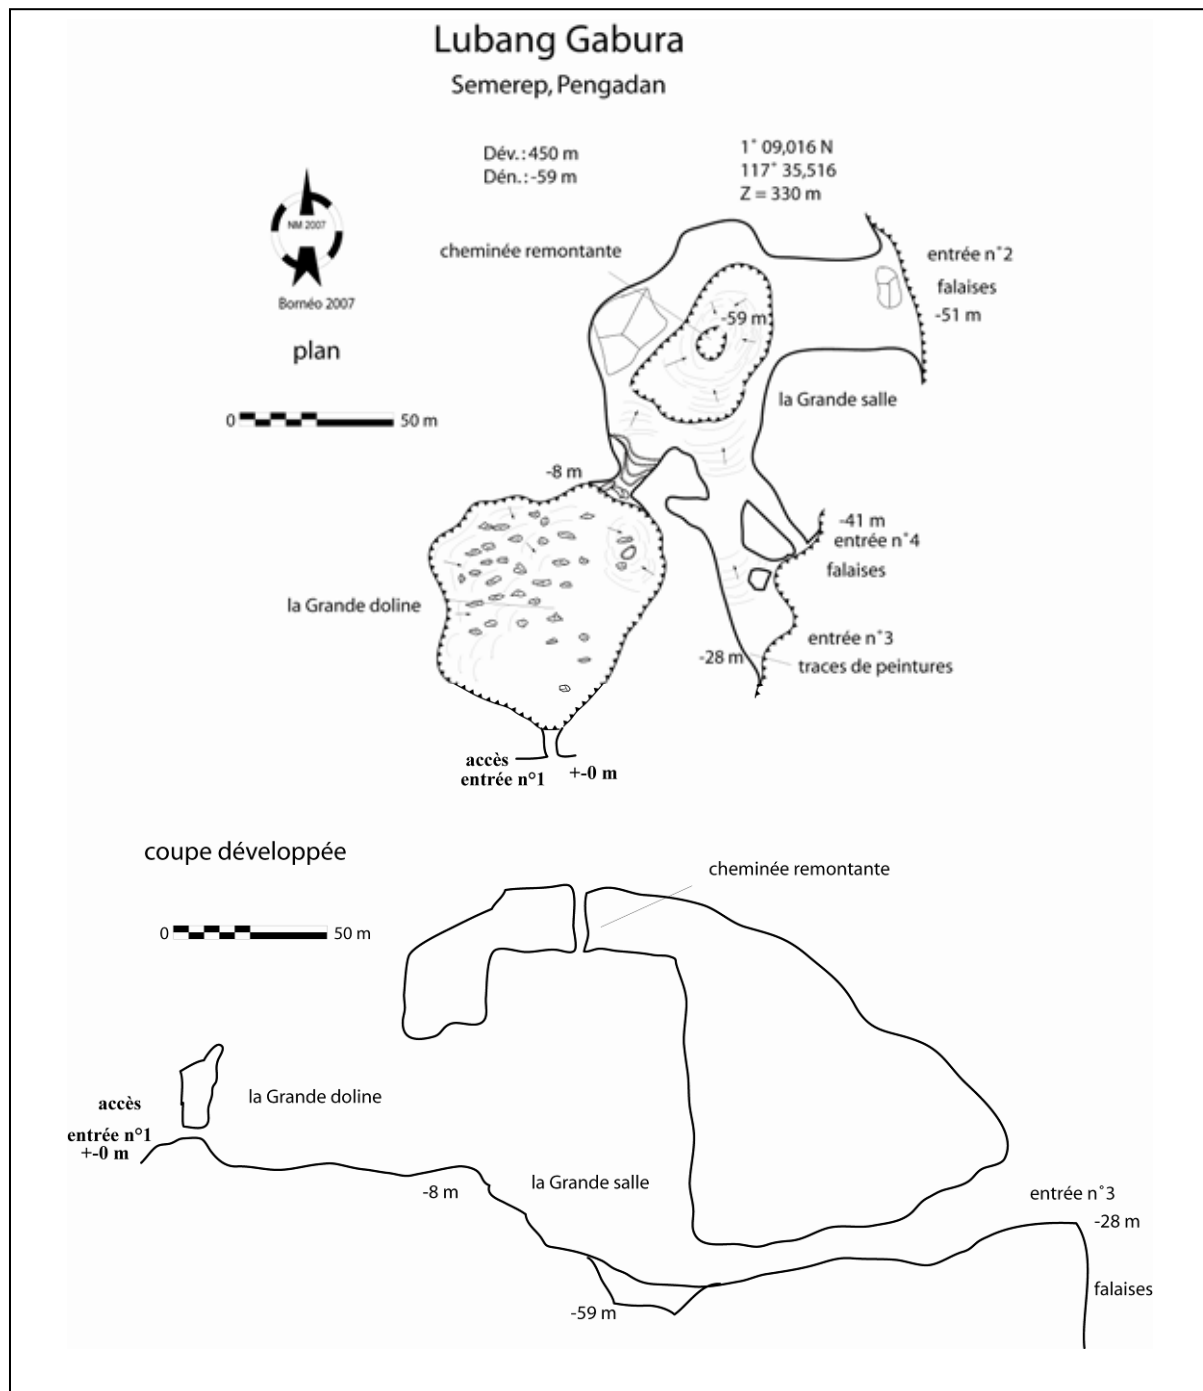 Lubang Gabura
Semerep, Pengadan
Dév.: 450 m
Dén.: -59 m
1° 09,016 N
117° 35,516
Z = 330 m
NM 2007
Bornéo 2007
plan
0 50 m
cheminée remontante
-59 m
entrée n°2
falaises
-51 m
la Grande salle
-8 m
-41 m
entrée n°4
falaises
la Grande doline
entrée n°3
-28 m
traces de peintures
accès
entrée n°1
+-0 m
coupe développée
0 50 m
cheminée remontante
accès
entrée n°1
+-0 m
la Grande doline
-8 m
la Grande salle
-59 m
entrée n°3
-28 m
falaises